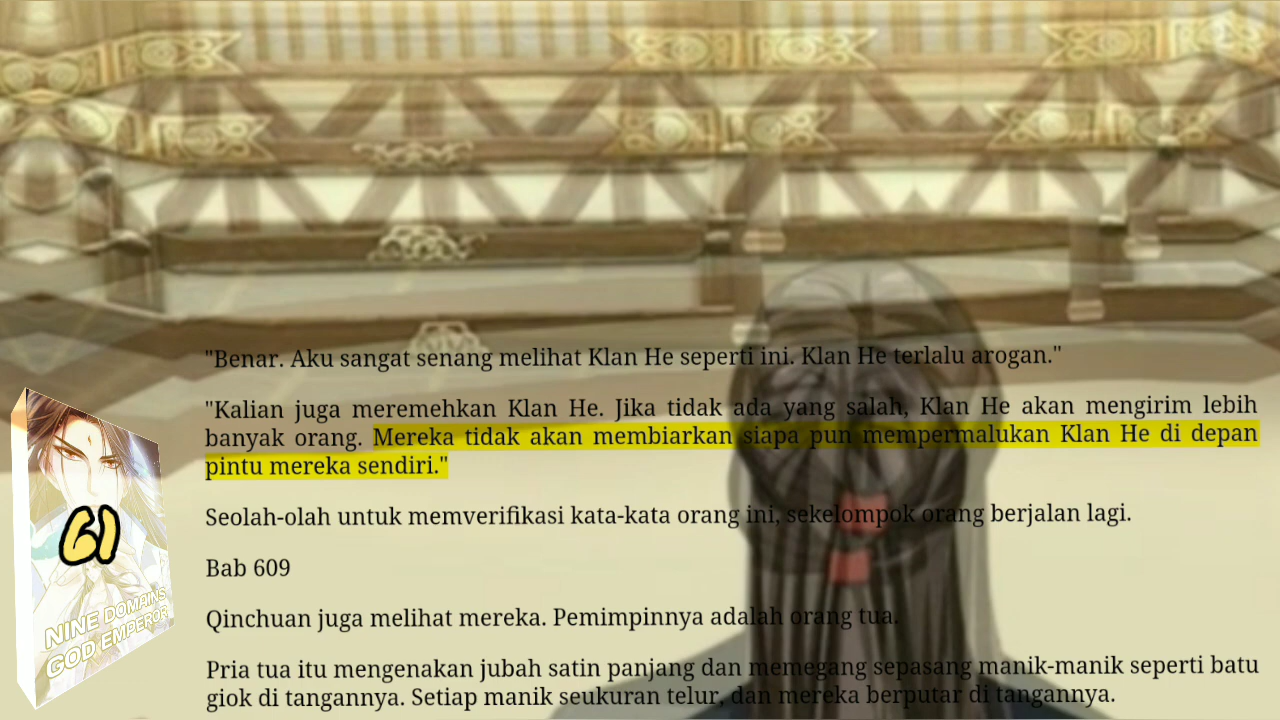 "Benar. Aku sangat senang melihat Klan He seperti ini. Klan He terlalu arogan."
"Kalian juga meremehkan Klan He. Jika tidak ada yang salah, Klan He akan mengirim lebih
banyak orang. Mereka tidak akan membiarkan siapa pun mempermalukan Klan He di depan
pintu mereka sendiri."
Seolah-olah untuk memverifikasi kata-kata orang ini, sekelompok orang berjalan lagi.
Bab 609
Qinchuan juga melihat mereka. Pemimpinnya adalah orang tua.
Pria tua itu mengenakan jubah satin panjang dan memegang sepasang manik-manik seperti batu
giok di tangannya. Setiap manik seukuran telur, dan mereka berputar di tangannya.
61
NINE DOMAINS
GOD EMPEROR